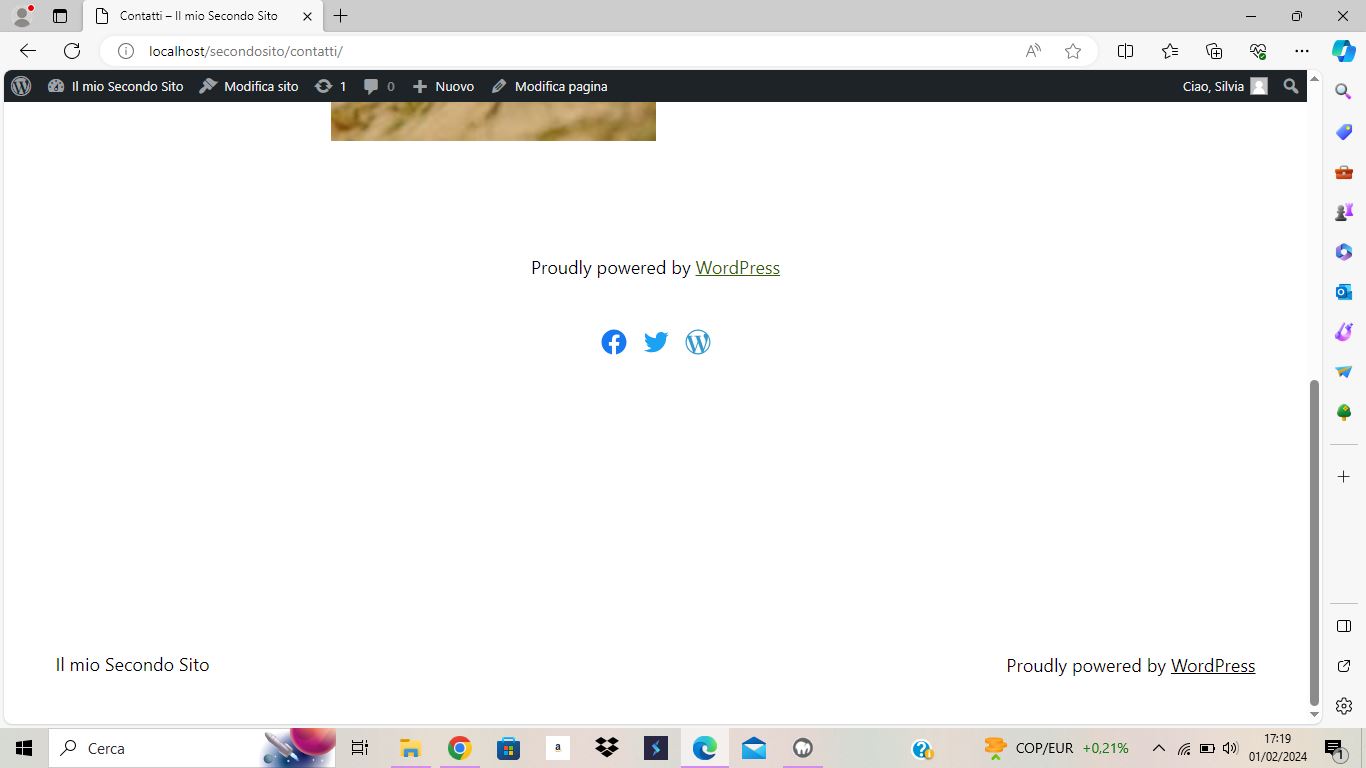 Contatti – Il mio Secondo Sito
localhost/secondosito/contatti/
Il mio Secondo Sito Modifica sito 1 0 Nuovo Modifica pagina Ciao, Silvia
Proudly powered by WordPress
Il mio Secondo Sito Proudly powered by WordPress
Cerca a COP/EUR +0,21% 17:19
01/02/2024 1